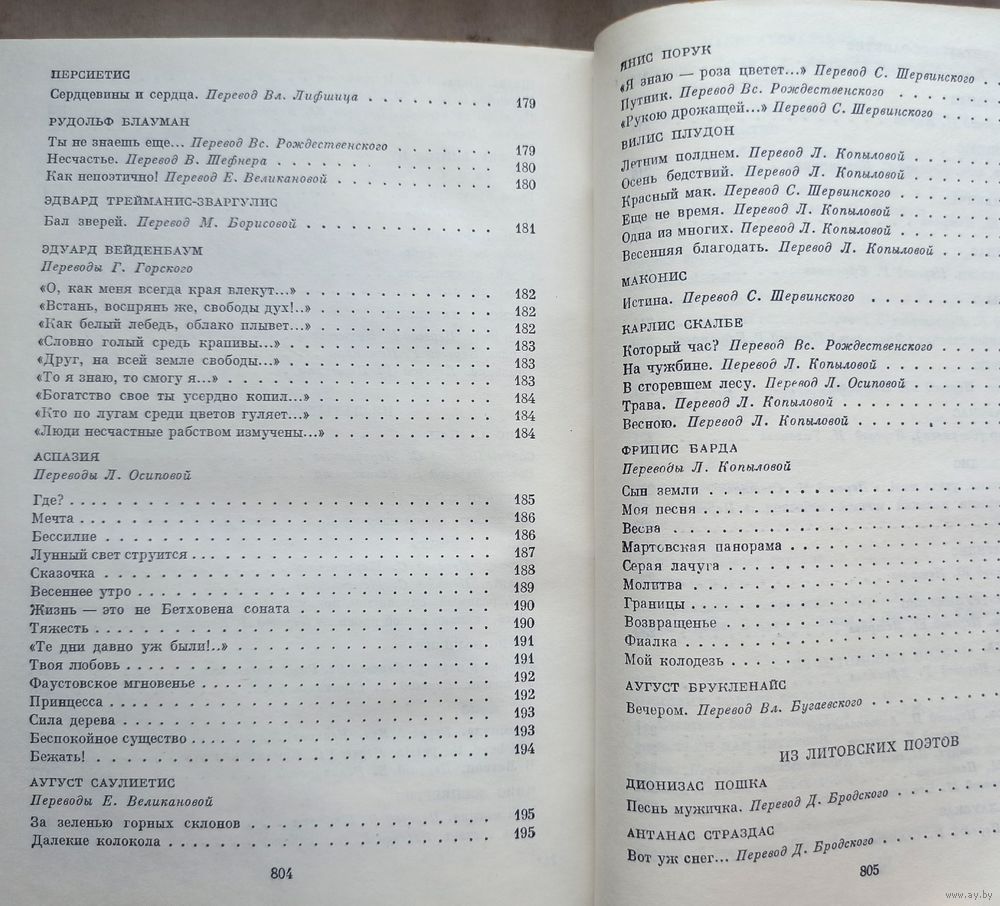 ПЕРСИЕТИС
Сердцевины и сердца. Перевод Вл. Лифшица . . . . . . . . 179
РУДОЛЬФ БЛАУМАН
Ты не знаешь еще... Перевод Вс. Рождественского . . . . . . 179
Несчастье. Перевод В. Шефнера . . . . . . . . . . . 180
Как непоэтично! Перевод Е. Великановой . . . . . . . . . 180
ЭДВАРД ТРЕЙМАНИС-ЗВАРГУЛИС
Бал зверей. Перевод М. Борисовой . . . . . . . . . . . 181
ЭДУАРД ВЕЙДЕНБАУМ
Переводы Г. Горского
«О, как меня всегда края влекут...» . . . . . . . . . . . 182
«Встань, воспрянь же, свободы дух!..» . . . . . . . . . . 182
«Как белый лебедь, облако плывет...» . . . . . . . . . . 182
«Словно голый средь крапивы...» . . . . . . . . . . . . 183
«Друг, на всей земле свободы...» . . . . . . . . . . . . 183
«То я знаю, то смогу я...» . . . . . . . . . . . . . . . 183
«Богатство свое ты усердно копил...» . . . . . . . . . . 184
«Кто по лугам среди цветов гуляет...» . . . . . . . . . . 184
«Люди несчастные рабством измучены...» . . . . . . . . . 184
АСПАЗИЯ
Переводы Л. Осиповой
Где? . . . . . . . . . . . . . . . . . . . . . . . 185
Мечта . . . . . . . . . . . . . . . . . . . . . . 186
Бессилие . . . . . . . . . . . . . . . . . . . . . 186
Лунный свет струится . . . . . . . . . . . . . . . . 187
Сказочка . . . . . . . . . . . . . . . . . . . . . 188
Весеннее утро . . . . . . . . . . . . . . . . . . . 189
Жизнь — это не Бетховена соната . . . . . . . . . . . 190
Тяжесть . . . . . . . . . . . . . . . . . . . . . . 190
«Те дни давно уж были!..» . . . . . . . . . . . . . . 191
Твоя любовь . . . . . . . . . . . . . . . . . . . . 191
Фаустовское мгновенье . . . . . . . . . . . . . . . . 192
Принцесса . . . . . . . . . . . . . . . . . . . . . 192
Сила дерева . . . . . . . . . . . . . . . . . . . . 193
Беспокойное существо . . . . . . . . . . . . . . . . 193
Бежать! . . . . . . . . . . . . . . . . . . . . . . 194
АУГУСТ САУЛИЕТИС
Переводы Е. Великановой
За зеленью горных склонов . . . . . . . . . . . . . . 195
Далекие колокола . . . . . . . . . . . . . . . . . . 195
804
ЯНИС ПОРУК
«Я знаю — роза цветет...» Перевод С. Шервинского . . .
Путник. Перевод Вс. Рождественского . . . . .
«Рукою дрожащей...» Перевод С. Шервинского . . . .
ВИЛИС ПЛУДОН
Летним полднем. Перевод Л. Копыловой . . . . .
Осень бедствий. Перевод Л. Копыловой . . . . .
Красный мак. Перевод С. Шервинского . . . . . .
Еще не время. Перевод Л. Копыловой . . . . . .
Одна из многих. Перевод Л. Копыловой . . . . . .
Весенняя благодать. Перевод Л. Копыловой . . . .
МАКОНИС
Истина. Перевод С. Шервинского . . . . . . . .
КАРЛИС СКАЛБЕ
Который час? Перевод Вс. Рождественского . . . .
На чужбине. Перевод Л. Копыловой . . . . . . .
В сгоревшем лесу. Перевод Л. Осиповой . . . . .
Трава. Перевод Л. Копыловой . . . . . . . . .
Весною. Перевод Л. Копыловой . . . . . . . .
ФРИЦИС БАРДА
Переводы Л. Копыловой
Сын земли . . . . . . . . . . . . . . .
Моя песня . . . . . . . . . . . . . . .
Весна . . . . . . . . . . . . . . . . .
Мартовская панорама . . . . . . . . . . .
Серая лачуга . . . . . . . . . . . . . .
Молитва . . . . . . . . . . . . . . . .
Границы . . . . . . . . . . . . . . . .
Возвращенье . . . . . . . . . . . . . . .
Фиалка . . . . . . . . . . . . . . . .
Мой колодезь . . . . . . . . . . . . . .
АУГУСТ БРУКЛЕНАЙС
Вечером. Перевод Вл. Бугаевского . . . . . . .
ИЗ ЛИТОВСКИХ ПОЭТОВ
ДИОНИЗАС ПОШКА
Песнь мужичка. Перевод Д. Бродского . . . . . .
АНТАНАС СТРАЗДАС
Вот уж снег... Перевод Д. Бродского . . . . . .
805
www.ay.by